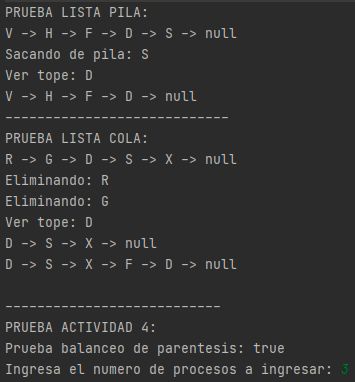 PRUEBA LISTA PILA:
V -> H -> F -> D -> S -> null
Sacando de pila: S
Ver tope: D
V -> H -> F -> D -> null
----------------------------
PRUEBA LISTA COLA:
R -> G -> D -> S -> X -> null
Eliminando: R
Eliminando: G
Ver tope: D
D -> S -> X -> null
D -> S -> X -> F -> D -> null
---------------------------
PRUEBA ACTIVIDAD 4:
Prueba balanceo de parentesis: true
Ingresa el numero de procesos a ingresar: 3